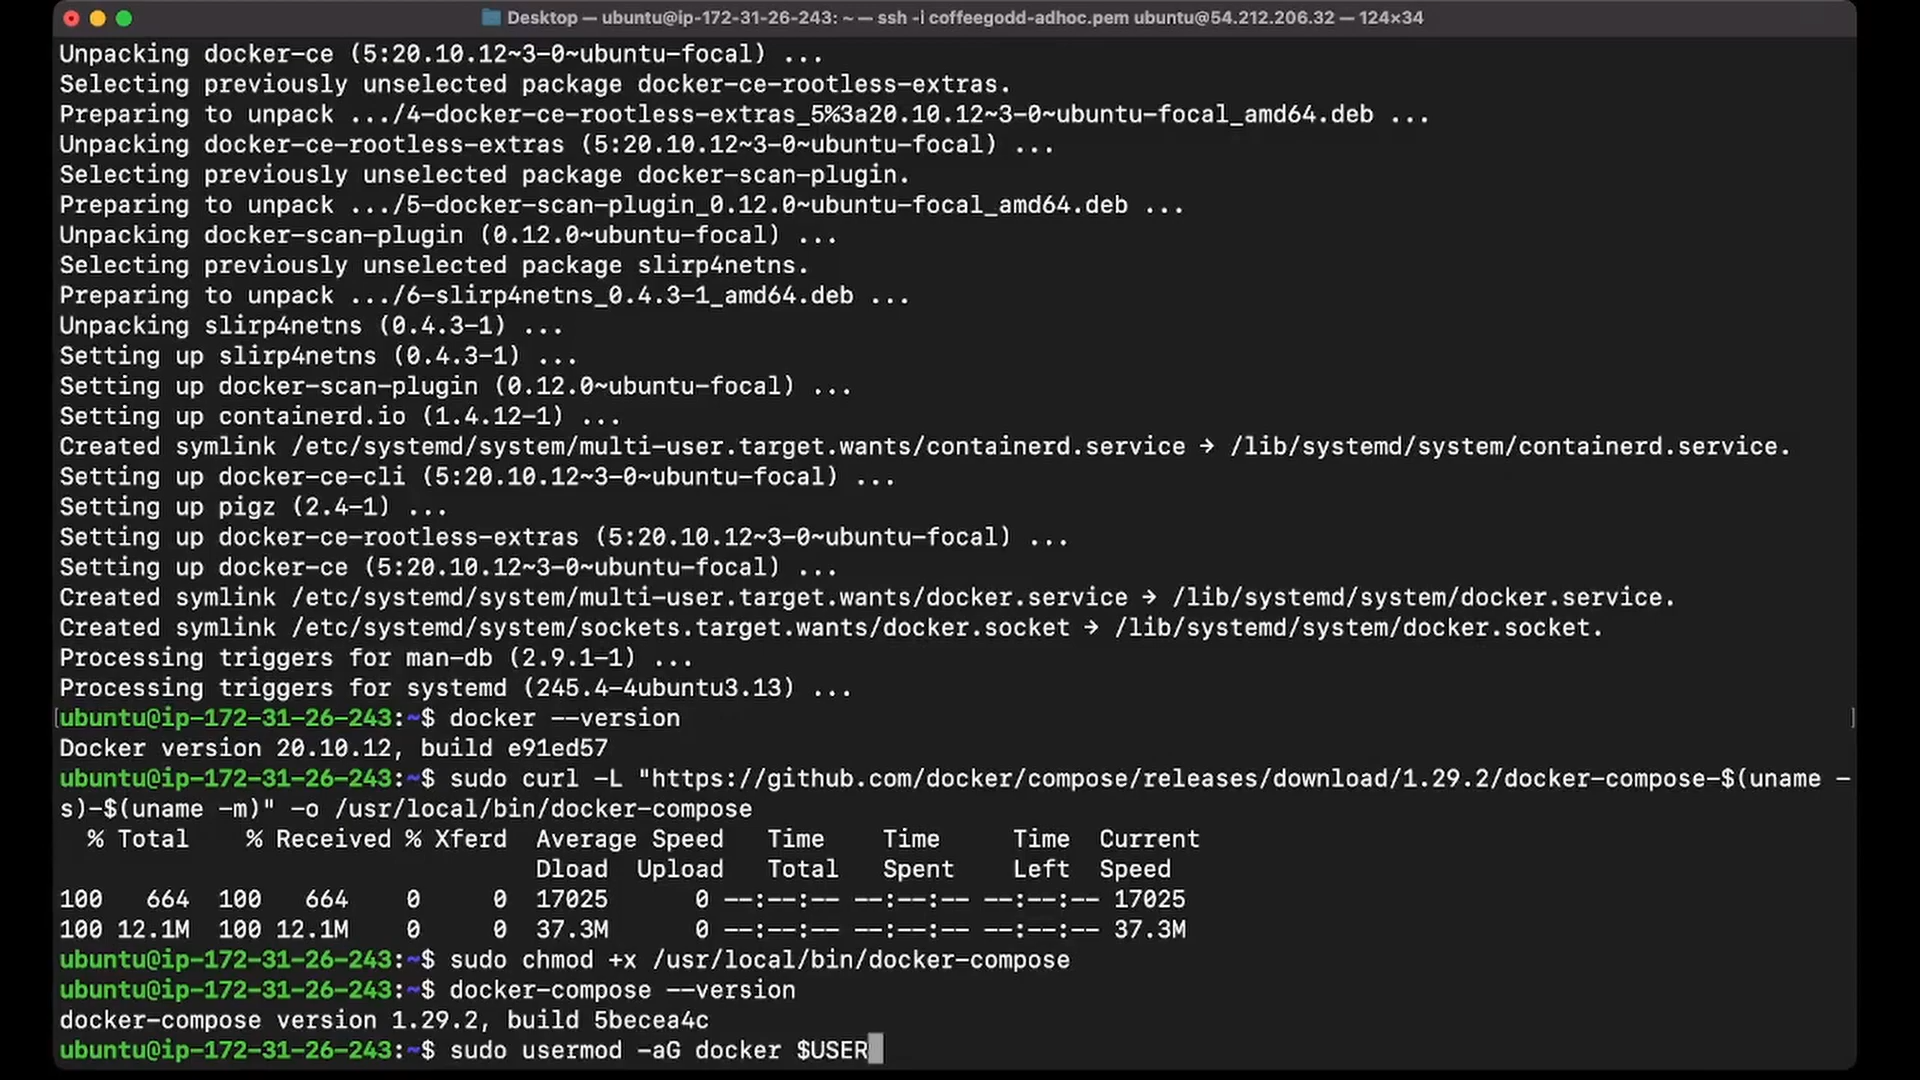 Desktop — ubuntu@ip-172-31-26-243: ~ — ssh -i coffeegodd-adhoc.pem ubuntu@54.212.206.32 — 124×34
Unpacking docker-ce (5:20.10.12~3-0~ubuntu-focal) ...
Selecting previously unselected package docker-ce-rootless-extras.
Preparing to unpack .../4-docker-ce-rootless-extras_5%3a20.10.12~3-0~ubuntu-focal_amd64.deb ...
Unpacking docker-ce-rootless-extras (5:20.10.12~3-0~ubuntu-focal) ...
Selecting previously unselected package docker-scan-plugin.
Preparing to unpack .../5-docker-scan-plugin_0.12.0~ubuntu-focal_amd64.deb ...
Unpacking docker-scan-plugin (0.12.0~ubuntu-focal) ...
Selecting previously unselected package slirp4netns.
Preparing to unpack .../6-slirp4netns_0.4.3-1_amd64.deb ...
Unpacking slirp4netns (0.4.3-1) ...
Setting up slirp4netns (0.4.3-1) ...
Setting up docker-scan-plugin (0.12.0~ubuntu-focal) ...
Setting up containerd.io (1.4.12-1) ...
Created symlink /etc/systemd/system/multi-user.target.wants/containerd.service → /lib/systemd/system/containerd.service.
Setting up docker-ce-cli (5:20.10.12~3-0~ubuntu-focal) ...
Setting up pigz (2.4-1) ...
Setting up docker-ce-rootless-extras (5:20.10.12~3-0~ubuntu-focal) ...
Setting up docker-ce (5:20.10.12~3-0~ubuntu-focal) ...
Created symlink /etc/systemd/system/multi-user.target.wants/docker.service → /lib/systemd/system/docker.service.
Created symlink /etc/systemd/system/sockets.target.wants/docker.socket → /lib/systemd/system/docker.socket.
Processing triggers for man-db (2.9.1-1) ...
Processing triggers for systemd (245.4-4ubuntu3.13) ...
[ubuntu@ip-172-31-26-243:~$ docker --version ]
Docker version 20.10.12, build e91ed57
ubuntu@ip-172-31-26-243:~$ sudo curl -L "https://github.com/docker/compose/releases/download/1.29.2/docker-compose-$(uname -
s)-$(uname -m)" -o /usr/local/bin/docker-compose
  % Total    % Received % Xferd  Average Speed   Time    Time     Time  Current
                                 Dload  Upload   Total   Spent    Left  Speed
100   664  100   664    0     0  17025      0 --:--:-- --:--:-- --:--:-- 17025
100 12.1M  100 12.1M    0     0  37.3M      0 --:--:-- --:--:-- --:--:-- 37.3M
ubuntu@ip-172-31-26-243:~$ sudo chmod +x /usr/local/bin/docker-compose
ubuntu@ip-172-31-26-243:~$ docker-compose --version
docker-compose version 1.29.2, build 5becea4c
ubuntu@ip-172-31-26-243:~$ sudo usermod -aG docker $USER